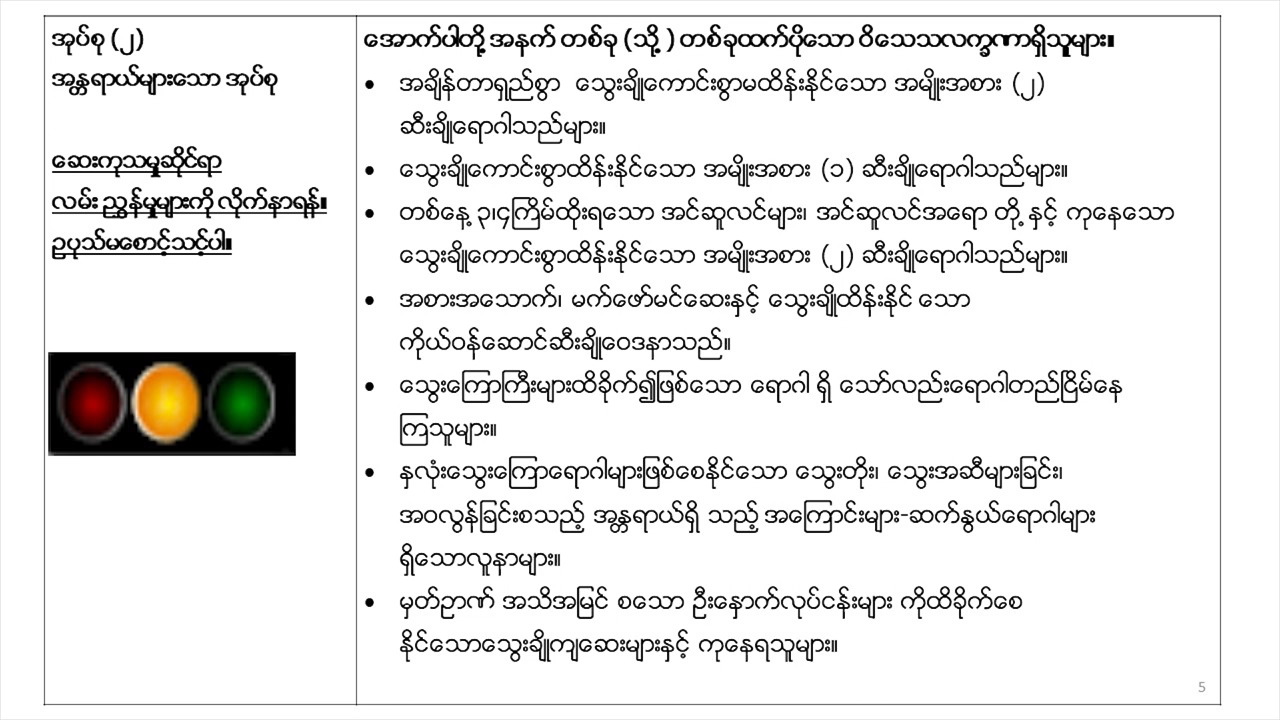 အုပ်စု (၂)
အန္တရာယ်များသော အုပ်စု
ဆေးကုသမှုဆိုင်ရာ
လမ်း ညွှန်မှုများကို လိုက်နာရန်။
ဥပုသ်မစောင့်သင့်ပါ။
အောက်ပါတို့ အနက် တစ်ခု (သို့ ) တစ်ခုထက်ပိုသော ဝိသေသလက္ခဏာရှိသူများ။
• အချိန်တာရှည်စွာ သွေးချိုကောင်းစွာမထိန်းနိုင်သော အမျိုးအစား (၂)
ဆီးချိုရောဂါသည်များ။
• သွေးချိုကောင်းစွာထိန်းနိုင်သော အမျိုးအစား (၁) ဆီးချိုရောဂါသည်များ။
• တစ်နေ့ ၃၊၄ကြိမ်ထိုးရသော အင်ဆူလင်များ၊ အင်ဆူလင်အရော တို့ နှင့် ကုနေသော
သွေးချိုကောင်းစွာထိန်းနိုင်သော အမျိုးအစား (၂) ဆီးချိုရောဂါသည်များ။
• အစားအသောက်၊ မက်ဖော်မင်ဆေးနှင့် သွေးချိုထိန်းနိုင် သော
ကိုယ်ဝန်ဆောင်ဆီးချိုဝေဒနာသည်။
• သွေးကြောကြီးများထိခိုက်၍ဖြစ်သော ရောဂါ ရှိ သော်လည်းရောဂါတည်ငြိမ်နေ
ကြသူများ။
• နှလုံးသွေးကြောရောဂါများဖြစ်စေနိုင်သော သွေးတိုး၊ သွေးအဆီများခြင်း၊
အဝလွန်ခြင်းစသည့် အန္တရာယ်ရှိ သည့် အကြောင်းများ-ဆက်နွယ်ရောဂါများ
ရှိသောလူနာများ။
• မှတ်ဉာဏ် အသိအမြင် စသော ဦးနှောက်လုပ်ငန်းများ ကိုထိခိုက်စေ
နိုင်သောသွေးချိုကျဆေးများနှင့် ကုနေရသူများ။
5